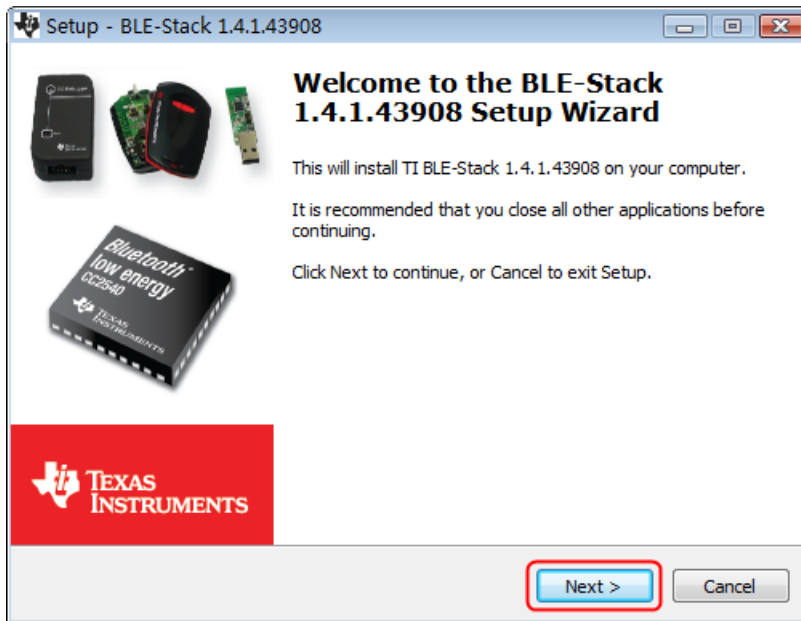 Setup - BLE-Stack 1.4.1.43908
Welcome to the BLE-Stack
1.4.1.43908 Setup Wizard
This will install TI BLE-Stack 1.4.1.43908 on your computer.
It is recommended that you close all other applications before
continuing.
Click Next to continue, or Cancel to exit Setup.
Bluetooth®
low energy
CC2540
TEXAS
INSTRUMENTS
TEXAS
INSTRUMENTS
Next >
Cancel